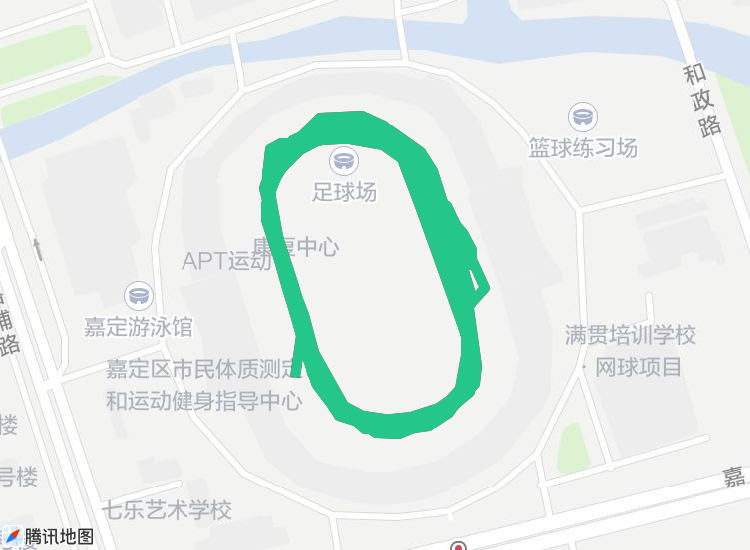 和政路
篮球练习场
足球场
康复中心
APT运动
嘉定游泳馆
满贯培训学校
网球项目
嘉定区市民体质测定
和运动健身指导中心
楼
号楼
七乐艺术学校
嘉
腾讯地图